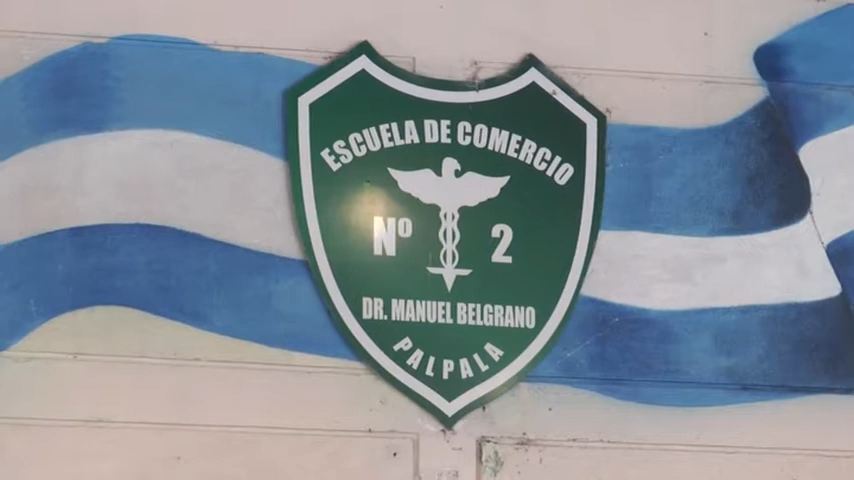 ESCUELA DE COMERCIO
Nº 2
DR. MANUEL BELGRANO
PALPALA